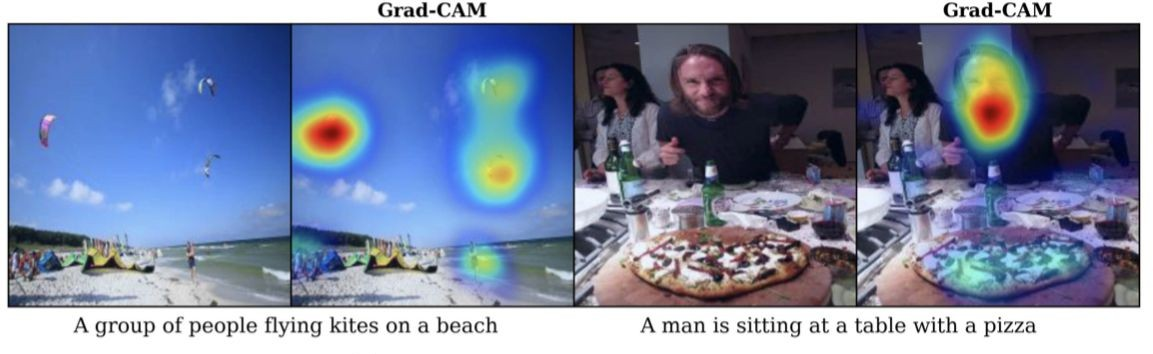 Grad-CAM
Grad-CAM
A group of people flying kites on a beach
A man is sitting at a table with a pizza